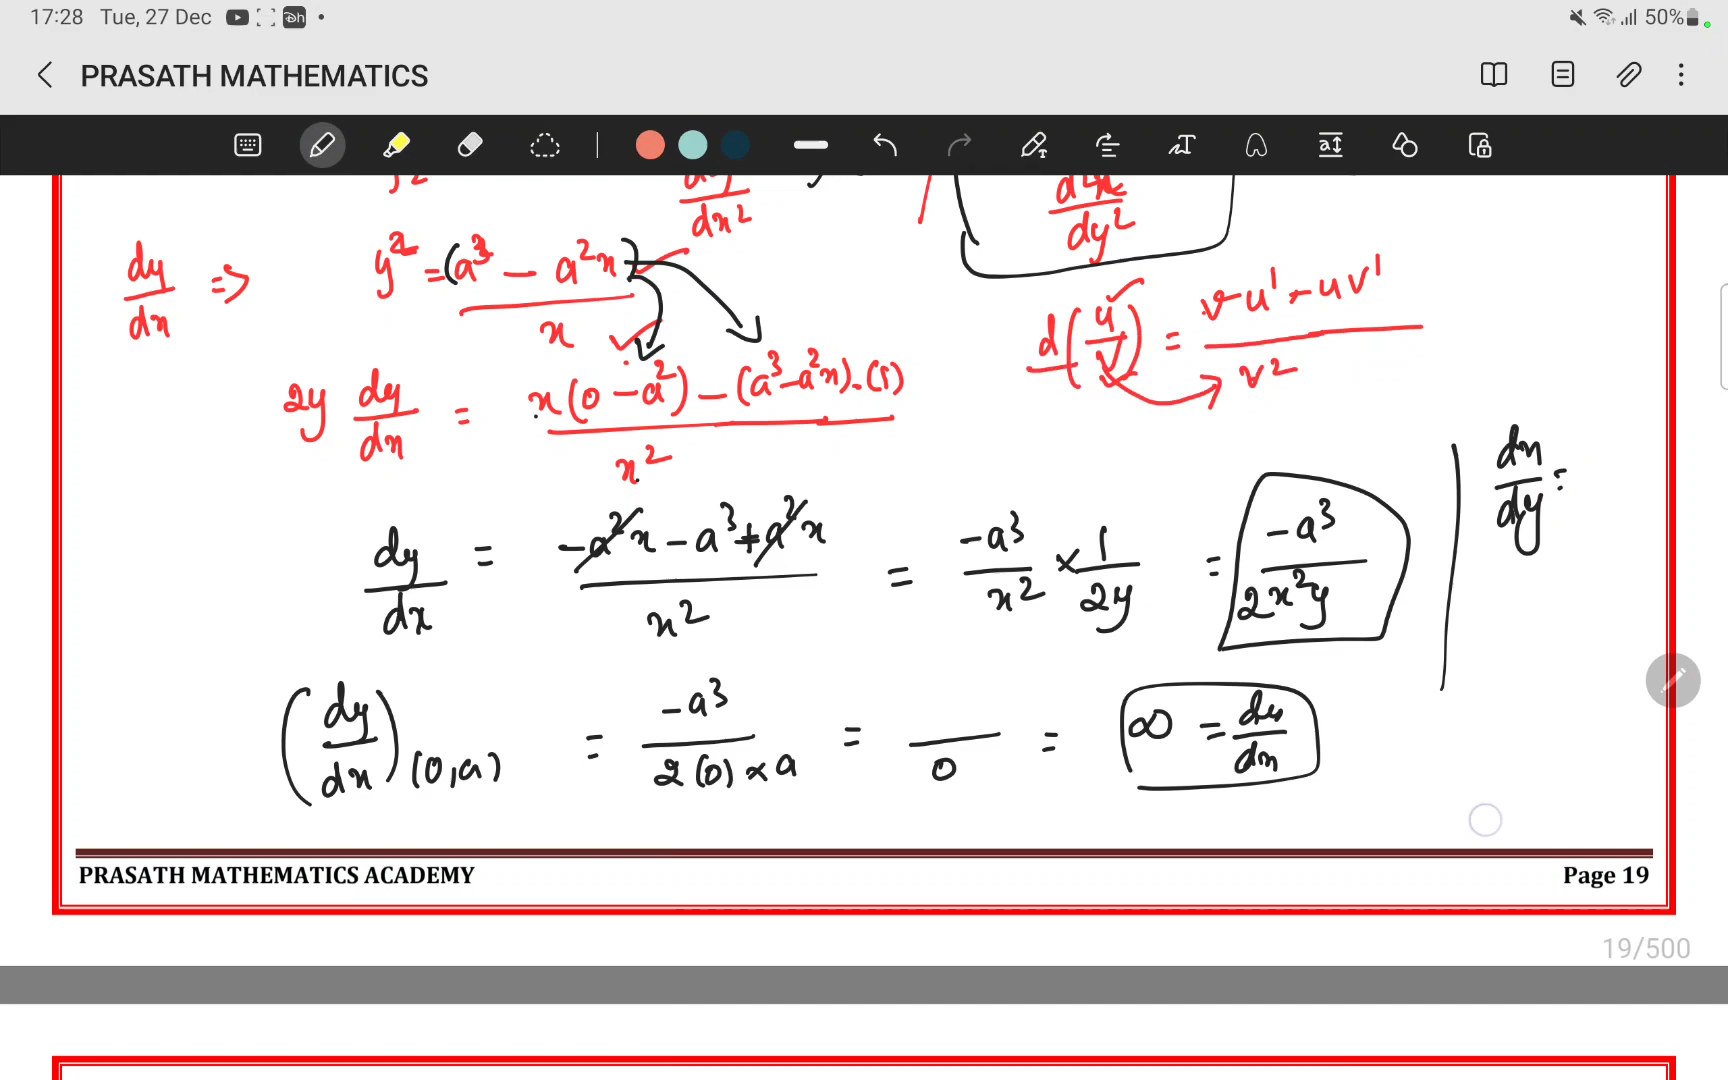 17:28 Tue, 27 Dec
50%
PRASATH MATHEMATICS
dx²
d²x/dy²
dy/dx ⇒ y² = (a³ − a²x)/x
d(u/v) = (vu' − uv')/v²
2y dy/dx = (x(0 − a²) − (a³ − a²x)·(1))/x²
dy/dx = (−a²x − a³ + a²x)/x² = −a³/x² × 1/2y = −a³/2x²y
dx/dy =
(dy/dx)(0,a) = −a³/2(0)×a = /0 = ∞ = dy/dx
PRASATH MATHEMATICS ACADEMY
Page 19
19/500